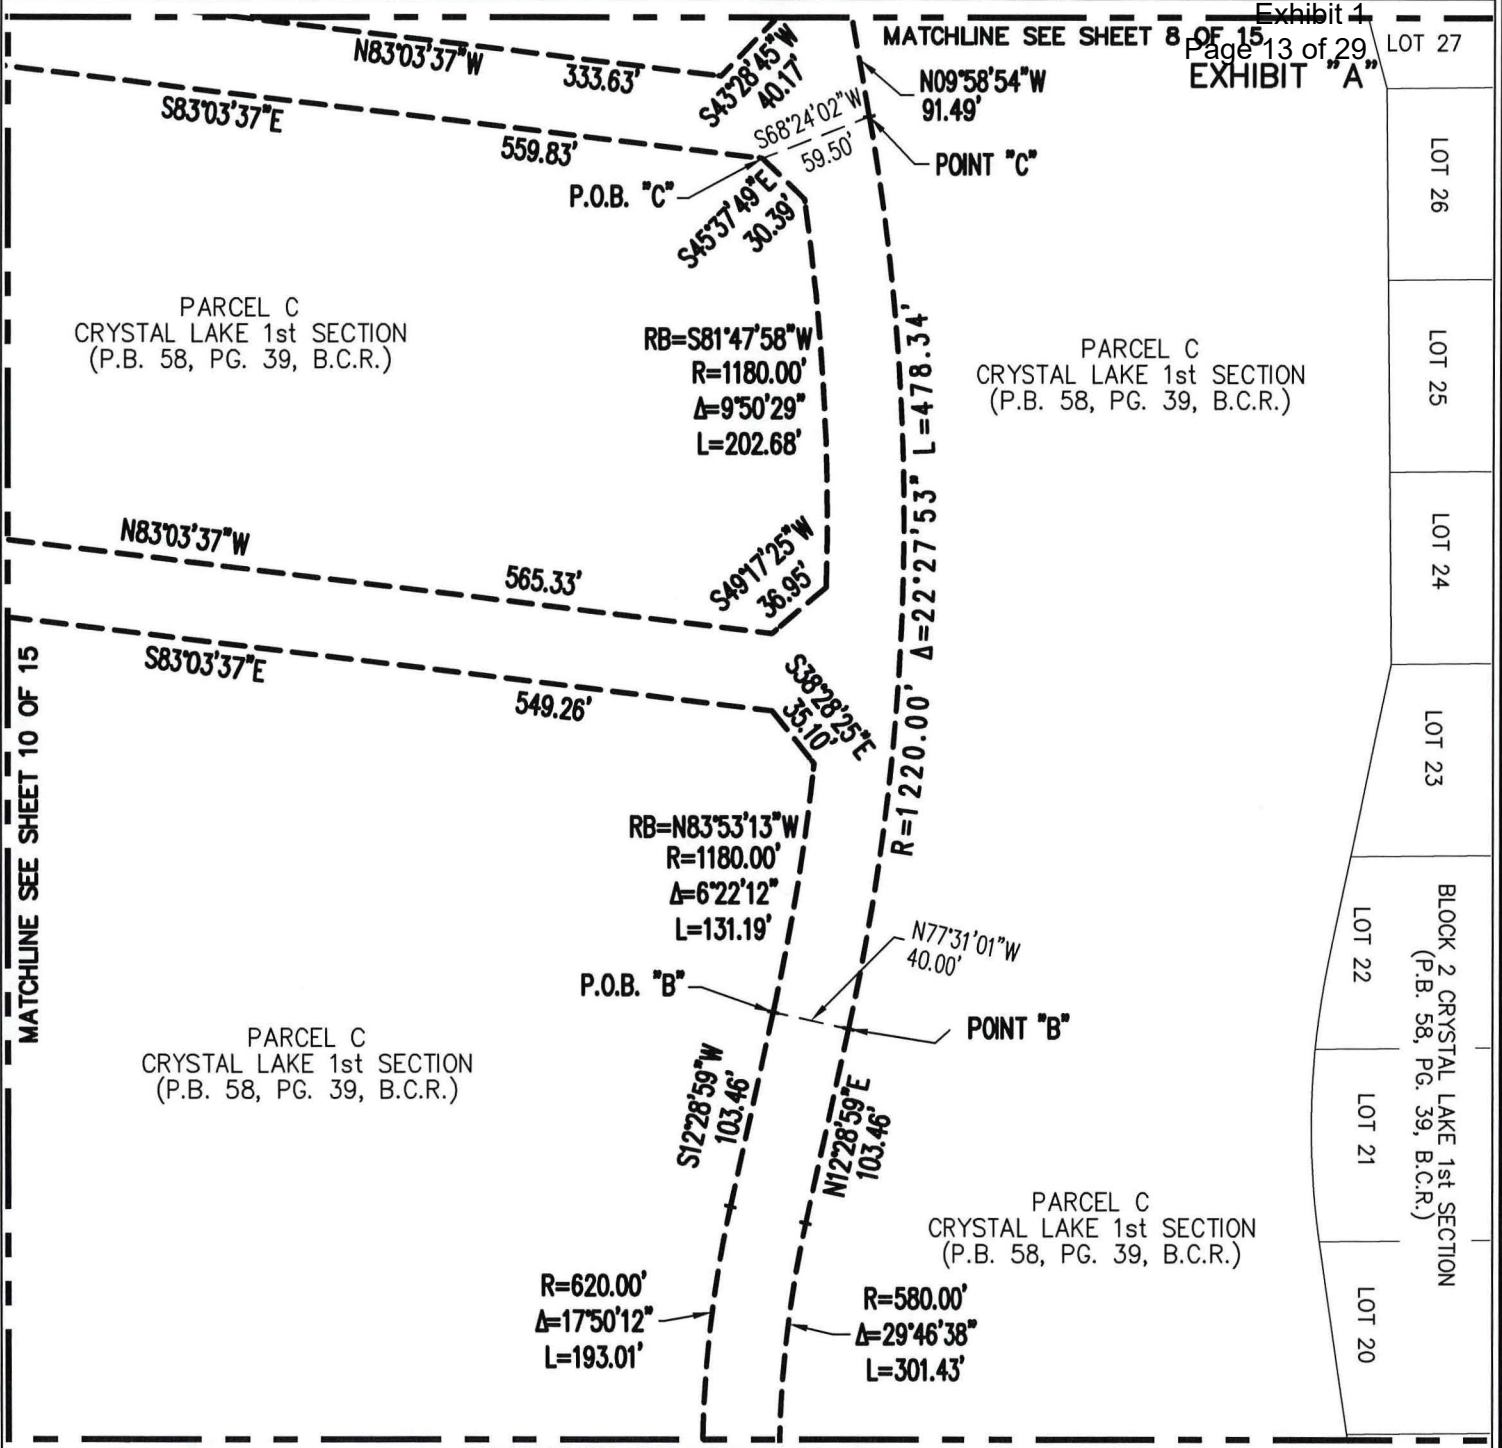 Exhibit 1
Page 13 of 29
EXHIBIT "A"
MATCHLINE SEE SHEET 8 OF 15
LOT 27
N83°03'37"W
333.63'
S43°28'45"W
40.17'
N09°58'54"W
91.49'
S83°03'37"E
559.83'
S68°24'02"W
59.50'
POINT "C"
P.O.B. "C"
S45°37'49"E
30.39'
LOT 26
PARCEL C
CRYSTAL LAKE 1st SECTION
(P.B. 58, PG. 39, B.C.R.)
RB=S81°47'58"W
R=1180.00'
Δ=9°50'29"
L=202.68'
R=1220.00' Δ=22°27'53" L=478.34'
PARCEL C
CRYSTAL LAKE 1st SECTION
(P.B. 58, PG. 39, B.C.R.)
LOT 25
N83°03'37"W
565.33'
S49°17'25"W
36.95'
LOT 24
S83°03'37"E
549.26'
S38°28'25"E
35.10'
LOT 23
MATCHLINE SEE SHEET 10 OF 15
RB=N83°53'13"W
R=1180.00'
Δ=6°22'12"
L=131.19'
N77°31'01"W
40.00'
P.O.B. "B"
POINT "B"
LOT 22
BLOCK 2 CRYSTAL LAKE 1st SECTION
(P.B. 58, PG. 39, B.C.R.)
PARCEL C
CRYSTAL LAKE 1st SECTION
(P.B. 58, PG. 39, B.C.R.)
S12°28'59"W
103.46'
N12°28'59"E
103.46'
LOT 21
PARCEL C
CRYSTAL LAKE 1st SECTION
(P.B. 58, PG. 39, B.C.R.)
R=620.00'
Δ=17°50'12"
L=193.01'
R=580.00'
Δ=29°46'38"
L=301.43'
LOT 20